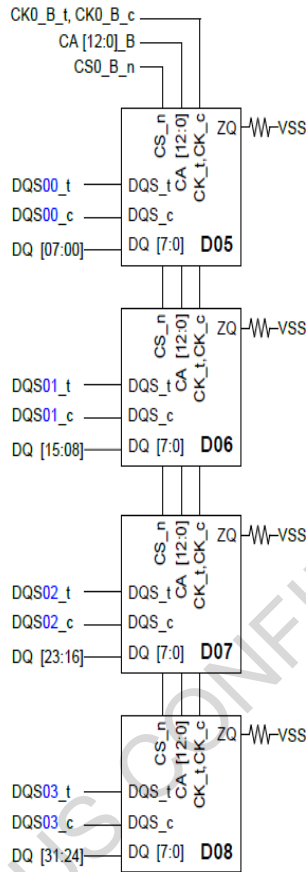 CK0_B_t, CK0_B_c
CA [12:0]_B
CS0_B_n
CS_n
CA [12:0]
CK_t,CK_c
ZQ
VSS
DQS00_t
DQS_t
DQS00_c
DQS_c
DQ [07:00]
DQ [7:0]
D05
CS_n
CA [12:0]
CK_t,CK_c
ZQ
VSS
DQS01_t
DQS_t
DQS01_c
DQS_c
DQ [15:08]
DQ [7:0]
D06
CS_n
CA [12:0]
CK_t,CK_c
ZQ
VSS
DQS02_t
DQS_t
DQS02_c
DQS_c
DQ [23:16]
DQ [7:0]
D07
CS_n
CA [12:0]
CK_t,CK_c
ZQ
VSS
DQS03_t
DQS_t
DQS03_c
DQS_c
DQ [31:24]
DQ [7:0]
D08